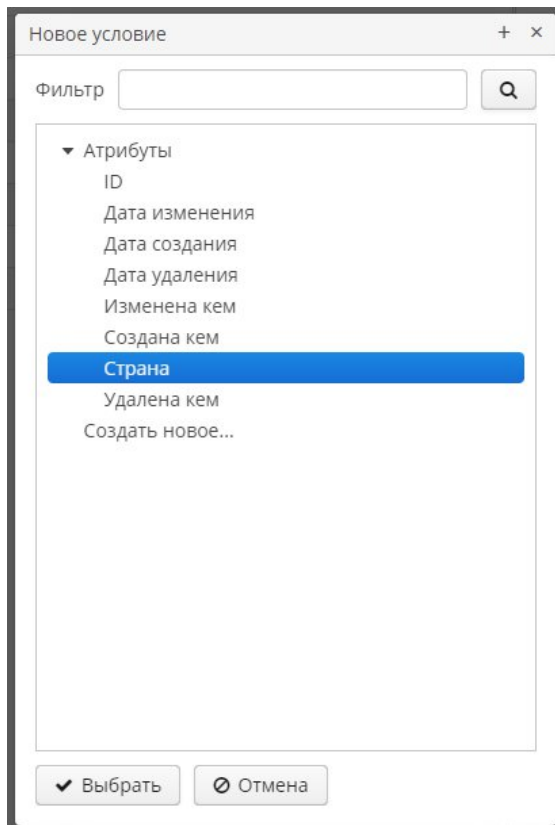 Новое условие
Фильтр
Атрибуты
ID
Дата изменения
Дата создания
Дата удаления
Изменена кем
Создана кем
Страна
Удалена кем
Создать новое...
Выбрать Отмена